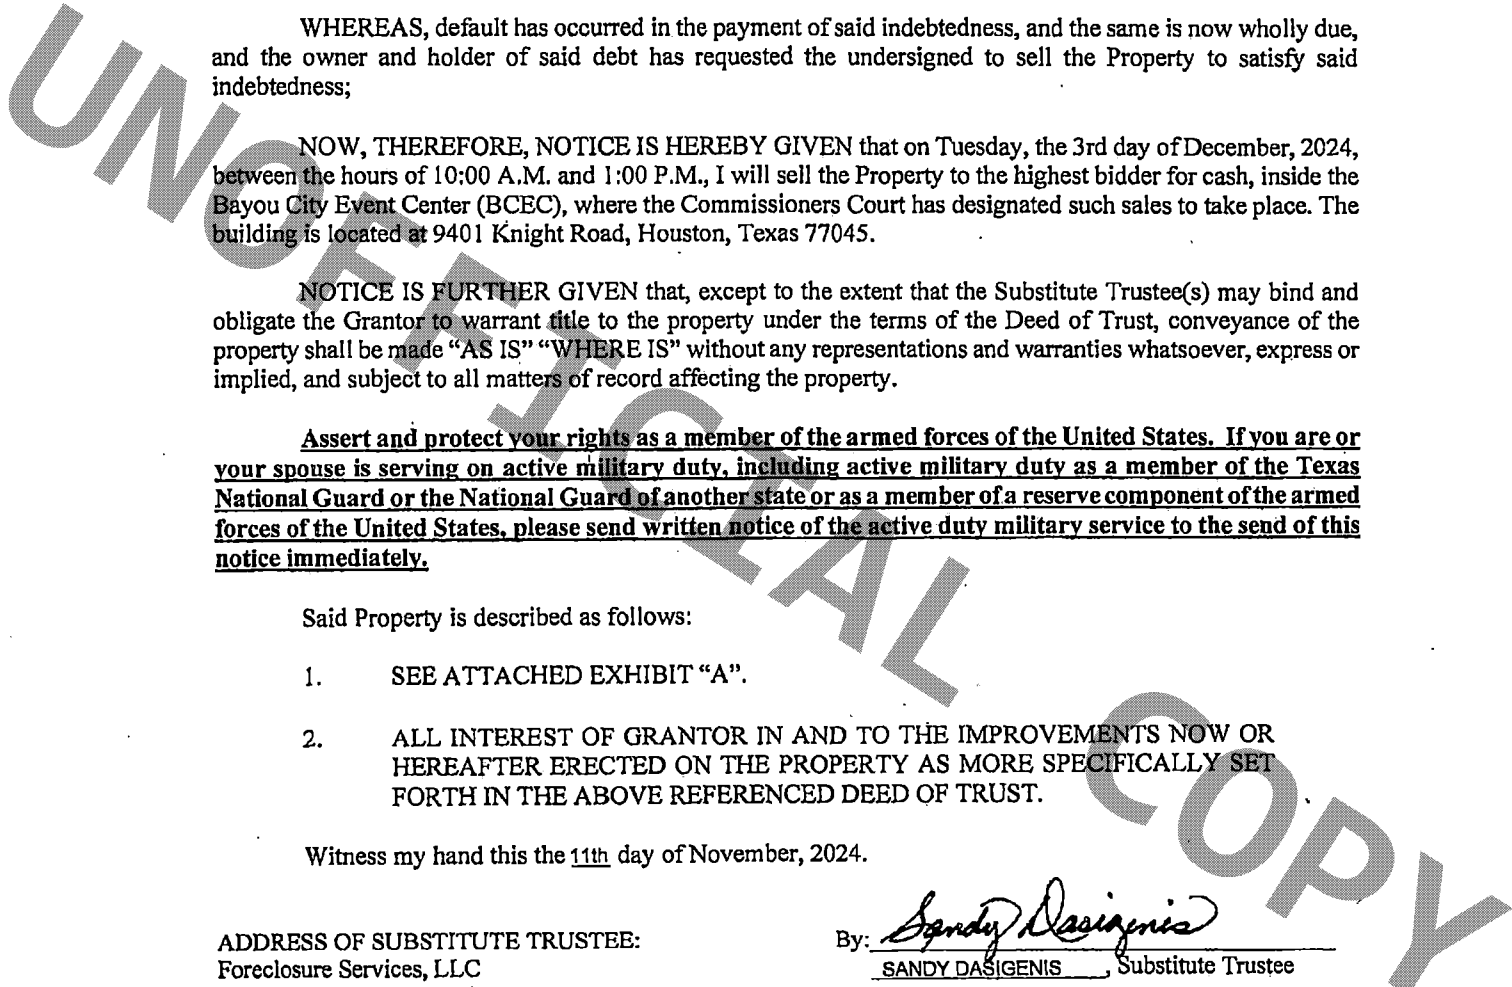 WHEREAS, default has occurred in the payment of said indebtedness, and the same is now wholly due,
and the owner and holder of said debt has requested the undersigned to sell the Property to satisfy said
indebtedness;
NOW, THEREFORE, NOTICE IS HEREBY GIVEN that on Tuesday, the 3rd day of December, 2024,
between the hours of 10:00 A.M. and 1:00 P.M., I will sell the Property to the highest bidder for cash, inside the
Bayou City Event Center (BCEC), where the Commissioners Court has designated such sales to take place. The
building is located at 9401 Knight Road, Houston, Texas 77045.
NOTICE IS FURTHER GIVEN that, except to the extent that the Substitute Trustee(s) may bind and
obligate the Grantor to warrant title to the property under the terms of the Deed of Trust, conveyance of the
property shall be made “AS IS” “WHERE IS” without any representations and warranties whatsoever, express or
implied, and subject to all matters of record affecting the property.
Assert and protect your rights as a member of the armed forces of the United States. If you are or
your spouse is serving on active military duty, including active military duty as a member of the Texas
National Guard or the National Guard of another state or as a member of a reserve component of the armed
forces of the United States, please send written notice of the active duty military service to the send of this
notice immediately.
Said Property is described as follows:
1. SEE ATTACHED EXHIBIT “A”.
2. ALL INTEREST OF GRANTOR IN AND TO THE IMPROVEMENTS NOW OR
HEREAFTER ERECTED ON THE PROPERTY AS MORE SPECIFICALLY SET
FORTH IN THE ABOVE REFERENCED DEED OF TRUST.
Witness my hand this the 11th day of November, 2024.
ADDRESS OF SUBSTITUTE TRUSTEE:
Foreclosure Services, LLC
By: Sandy Dasigenis
SANDY DASIGENIS, Substitute Trustee
UNOFFICIAL COPY